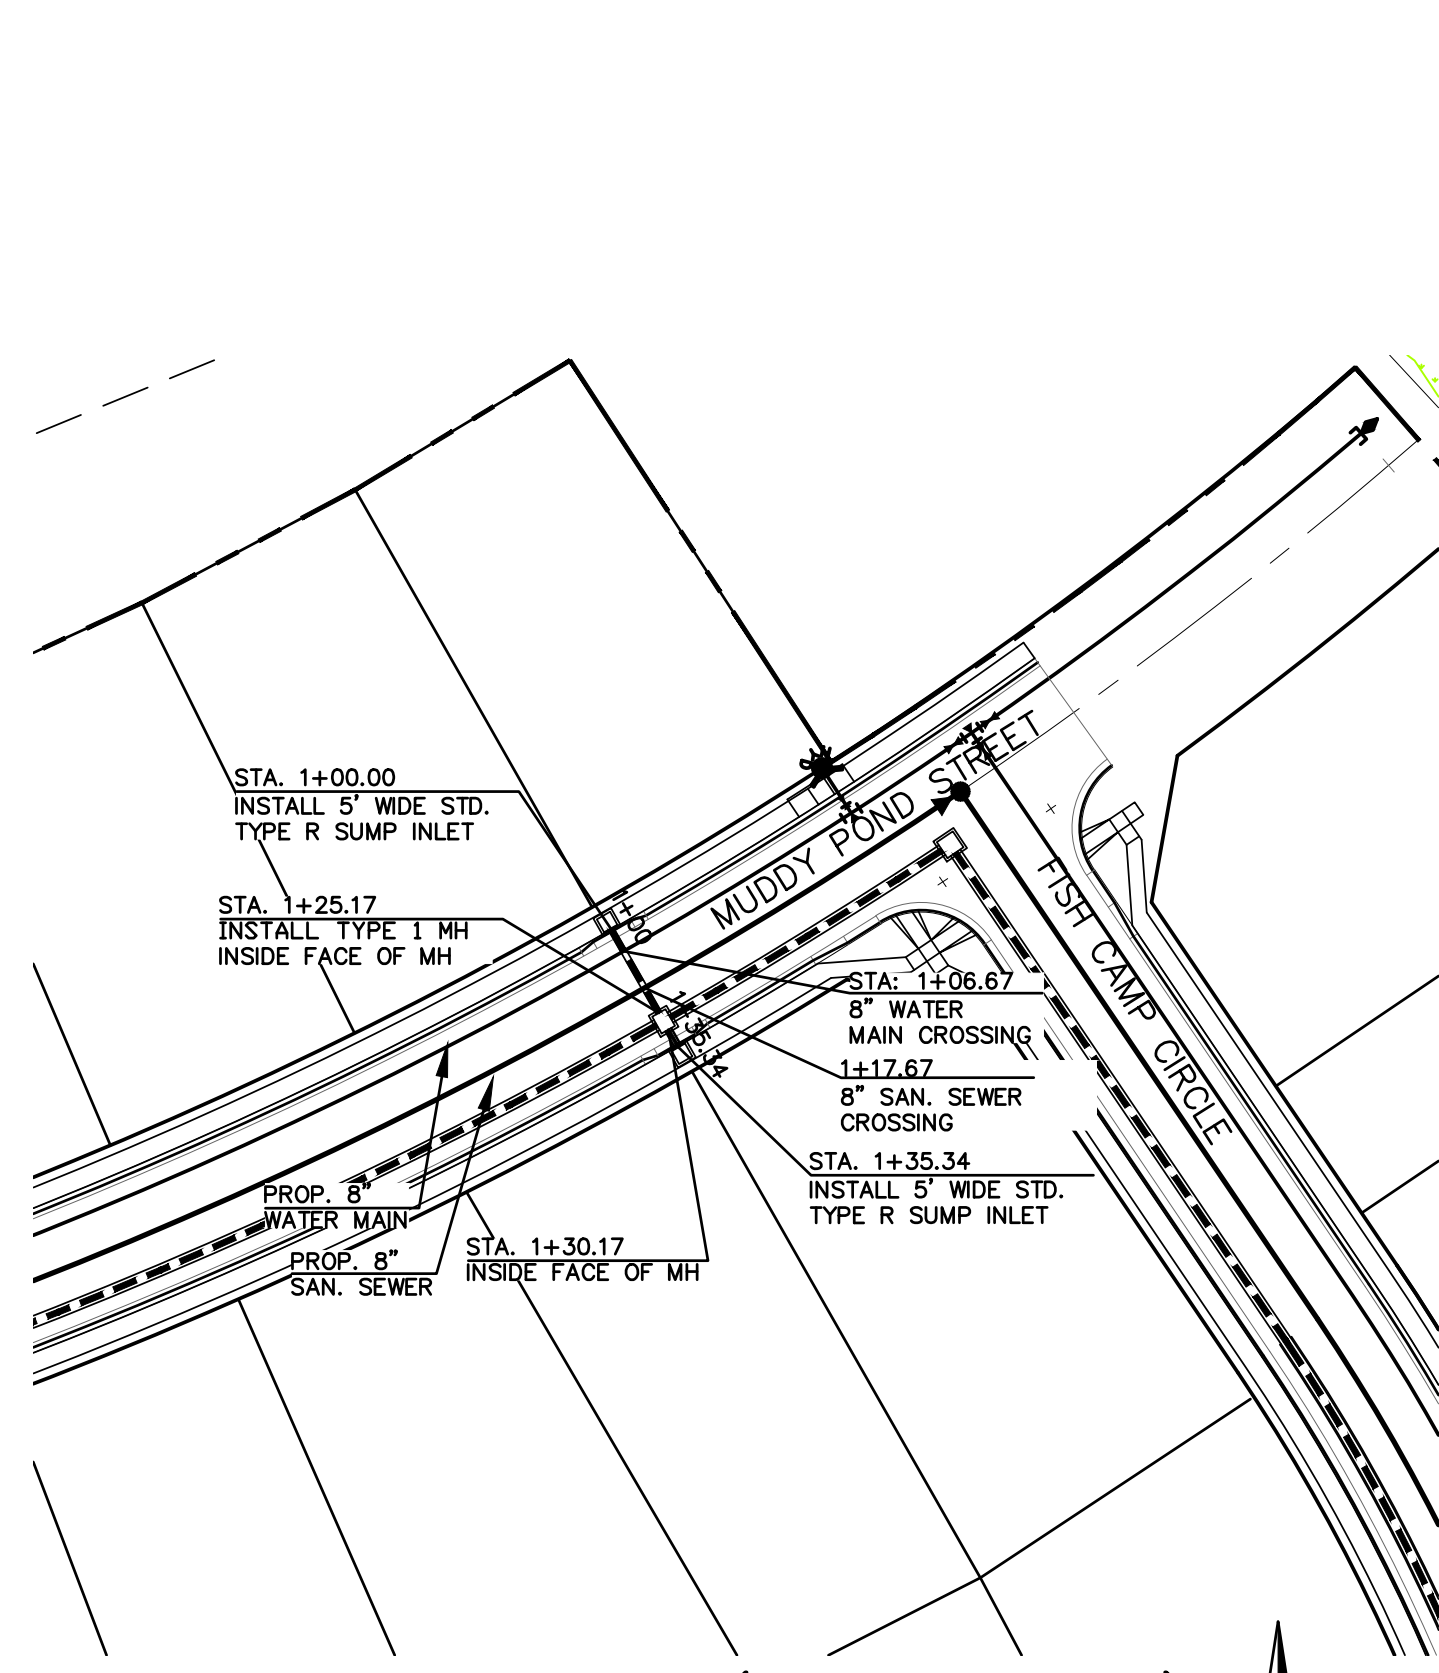 STA. 1+00.00
INSTALL 5' WIDE STD.
TYPE R SUMP INLET
STA. 1+25.17
INSTALL TYPE 1 MH
INSIDE FACE OF MH
1+00
MUDDY POND STREET
FISH CAMP CIRCLE
STA: 1+06.67
8" WATER
MAIN CROSSING
1+35.34
1+17.67
8" SAN. SEWER
CROSSING
STA. 1+35.34
INSTALL 5' WIDE STD.
TYPE R SUMP INLET
PROP. 8"
WATER MAIN
PROP. 8"
SAN. SEWER
STA. 1+30.17
INSIDE FACE OF MH